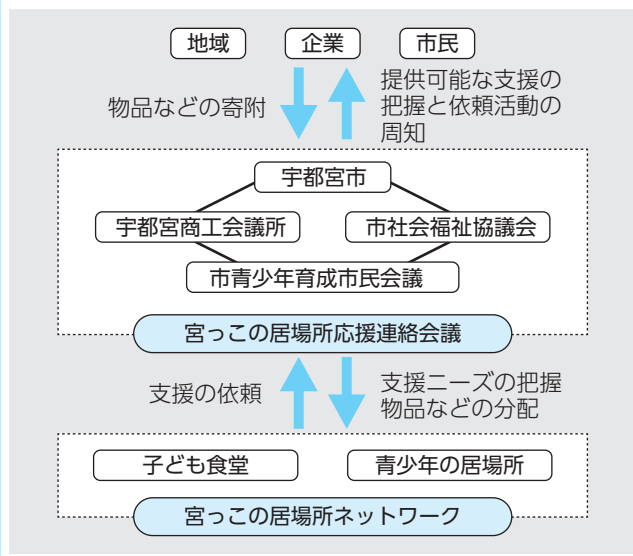 地域 企業 市民
物品などの寄附
提供可能な支援の
把握と依頼活動の
周知
宇都宮市
宇都宮商工会議所 市社会福祉協議会
市青少年育成市民会議
宮っこの居場所応援連絡会議
支援の依頼
支援ニーズの把握
物品などの分配
子ども食堂 青少年の居場所
宮っこの居場所ネットワーク